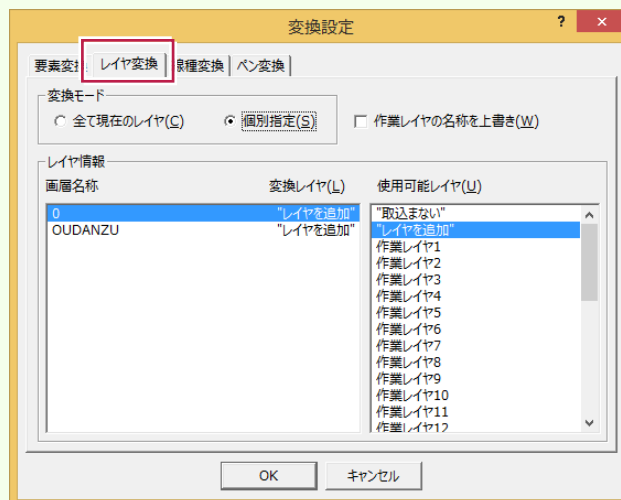 変換設定
?
×
要素変換 レイヤ変換 線種変換 ペン変換
変換モード
全て現在のレイヤ(C) 個別指定(S) 作業レイヤの名称を上書き(W)
レイヤ情報
画層名称 変換レイヤ(L) 使用可能レイヤ(U)
0 "レイヤを追加"
OUDANZU "レイヤを追加"
"取込まない"
"レイヤを追加"
作業レイヤ1
作業レイヤ2
作業レイヤ3
作業レイヤ4
作業レイヤ5
作業レイヤ6
作業レイヤ7
作業レイヤ8
作業レイヤ9
作業レイヤ10
作業レイヤ11
作業レイヤ12
OK キャンセル